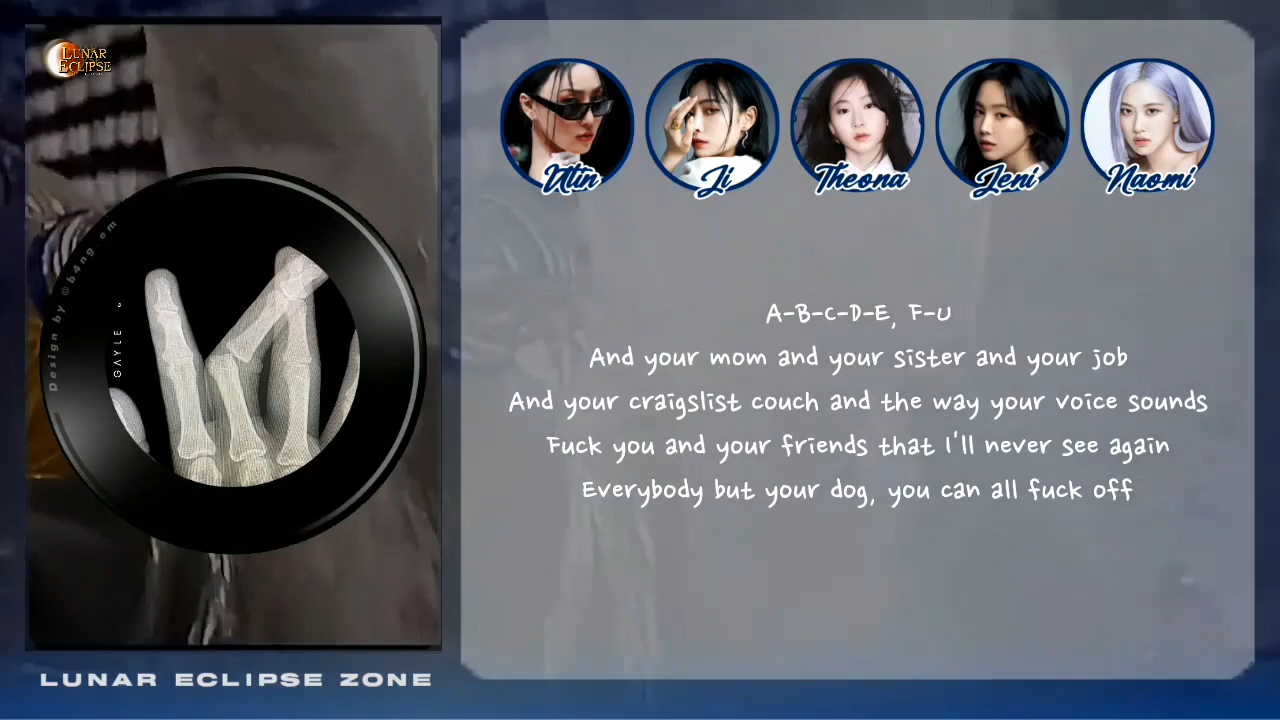 LUNAR
ECLIPSE
Utin
Ji
Theona
Jeni
Naomi
Design by @b4ng.em
GAYLE
A-B-C-D-E, F-U
And your mom and your sister and your job
And your craigslist couch and the way your voice sounds
Fuck you and your friends that I'll never see again
Everybody but your dog, you can all fuck off
LUNAR ECLIPSE ZONE